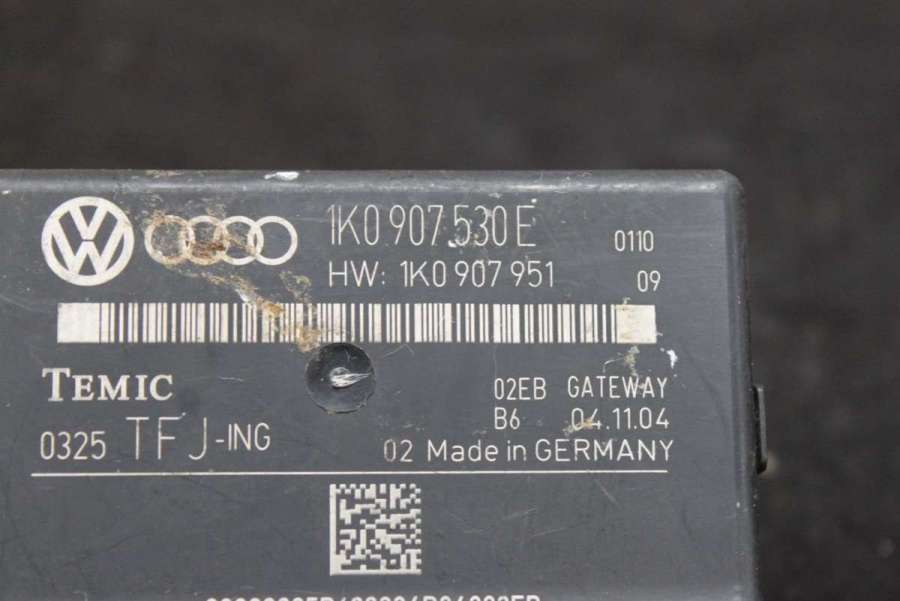 1K0 907 530 E
0110
HW: 1K0 907 951
09
TEMIC
02EB GATEWAY
B6 04.11.04
0325 TFJ-ING
02 Made in GERMANY